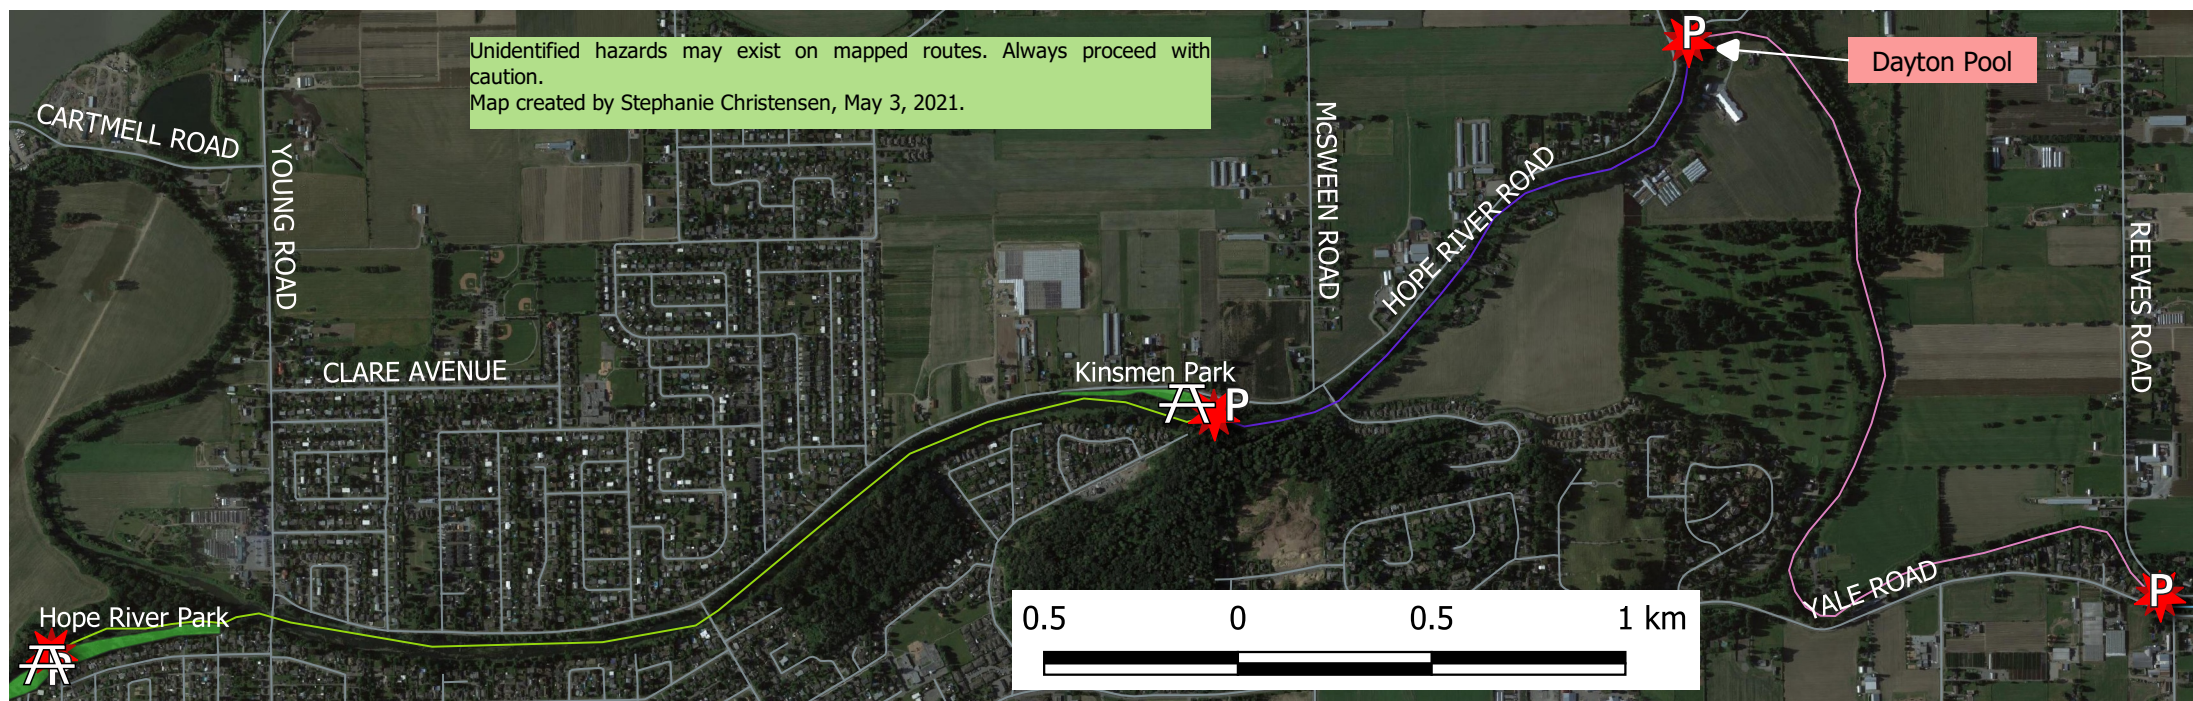 Unidentified hazards may exist on mapped routes. Always proceed with
caution.
Map created by Stephanie Christensen, May 3, 2021.
P
Dayton Pool
CARTMELL ROAD
YOUNG ROAD
McSWEEN ROAD
HOPE RIVER ROAD
REEVES ROAD
CLARE AVENUE
Kinsmen Park
P
YALE ROAD
P
Hope River Park
P
0.5 0 0.5 1 km